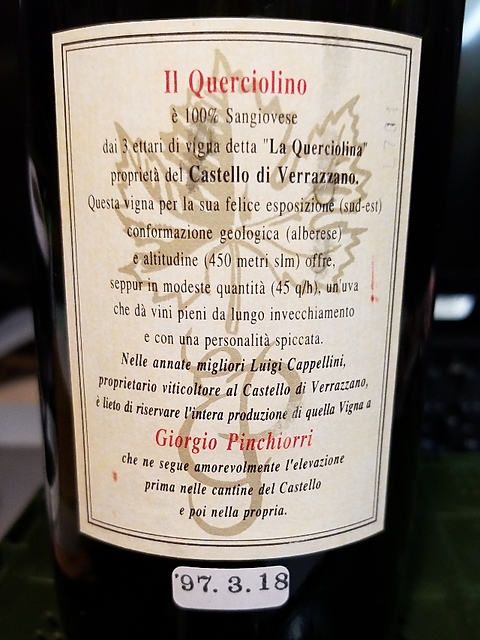 Il Querciolino
è 100% Sangiovese
dai 3 ettari di vigna detta "La Querciolina"
proprietà del Castello di Verrazzano.
Questa vigna per la sua felice esposizione (sud-est)
conformazione geologica (alberese)
e altitudine (450 metri slm) offre,
seppur in modeste quantità (45 q/h), un'uva
che dà vini pieni da lungo invecchiamento
e con una personalità spiccata.
Nelle annate migliori Luigi Cappellini,
proprietario viticoltore al Castello di Verrazzano,
è lieto di riservare l'intera produzione di quella Vigna a
Giorgio Pinchiorri
che ne segue amorevolmente l'elevazione
prima nelle cantine del Castello
e poi nella propria.
'97. 3. 18